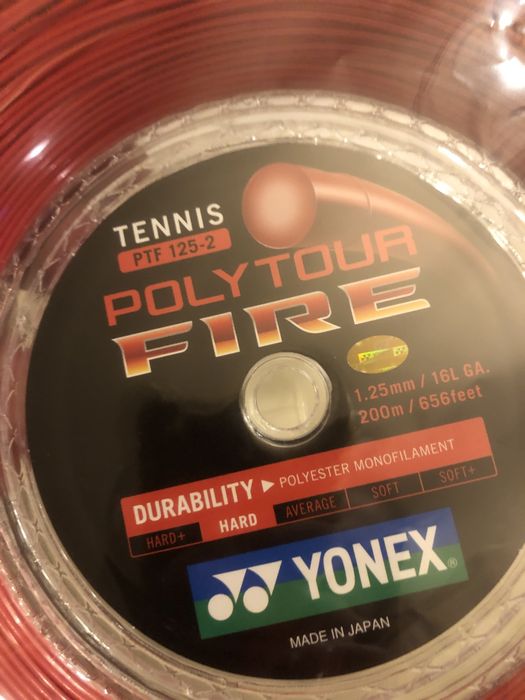 TENNIS
PTF 125-2
POLYTOUR
FIRE
1.25mm / 16L GA.
200m / 656feet
DURABILITY ▶ POLYESTER MONOFILAMENT
HARD+ HARD AVERAGE SOFT SOFT+
YONEX®
MADE IN JAPAN